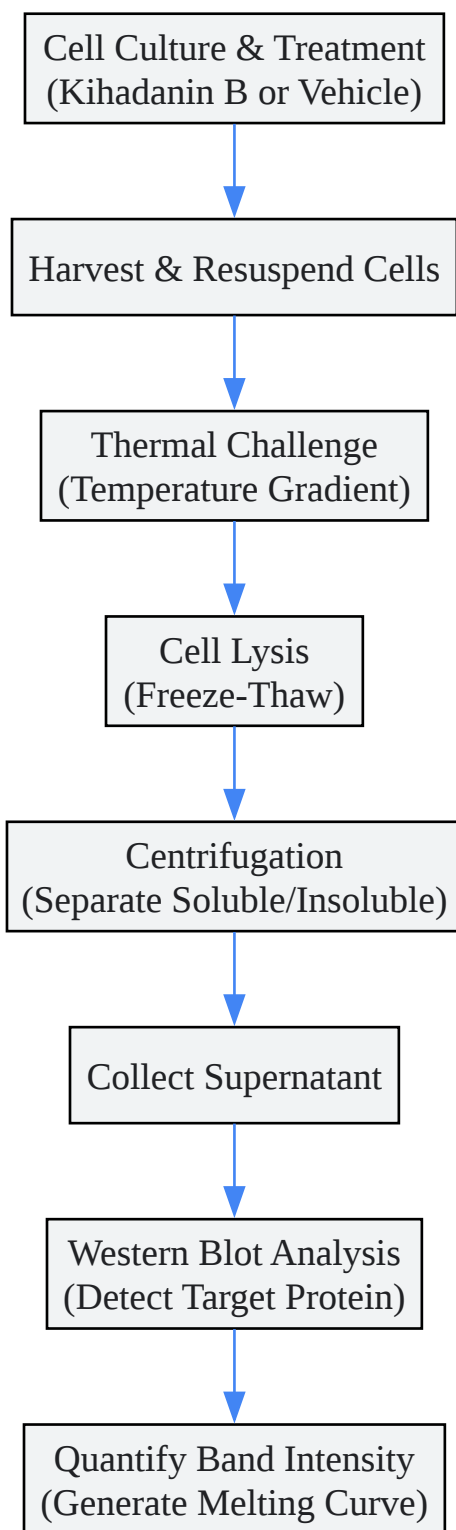 Cell Culture & Treatment
(Kihadanin B or Vehicle)
Harvest & Resuspend Cells
Thermal Challenge
(Temperature Gradient)
Cell Lysis
(Freeze-Thaw)
Centrifugation
(Separate Soluble/Insoluble)
Collect Supernatant
Western Blot Analysis
(Detect Target Protein)
Quantify Band Intensity
(Generate Melting Curve)